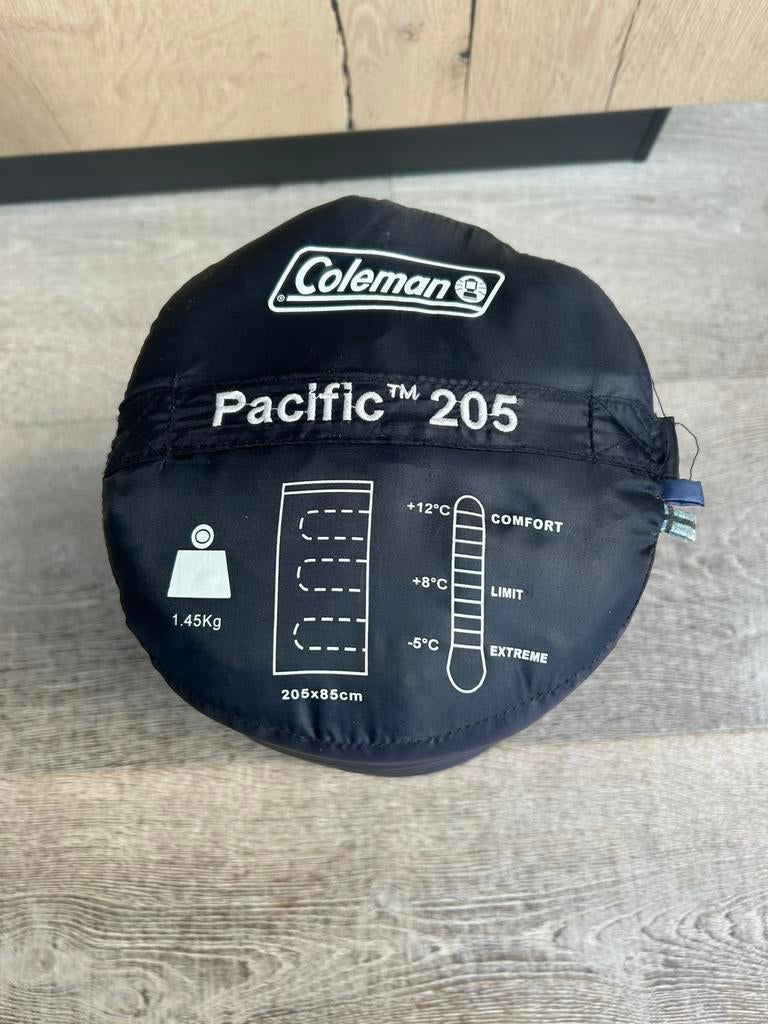 Coleman
®
Pacific™ 205
+12°C COMFORT
+8°C LIMIT
1.45Kg
-5°C EXTREME
205x85cm